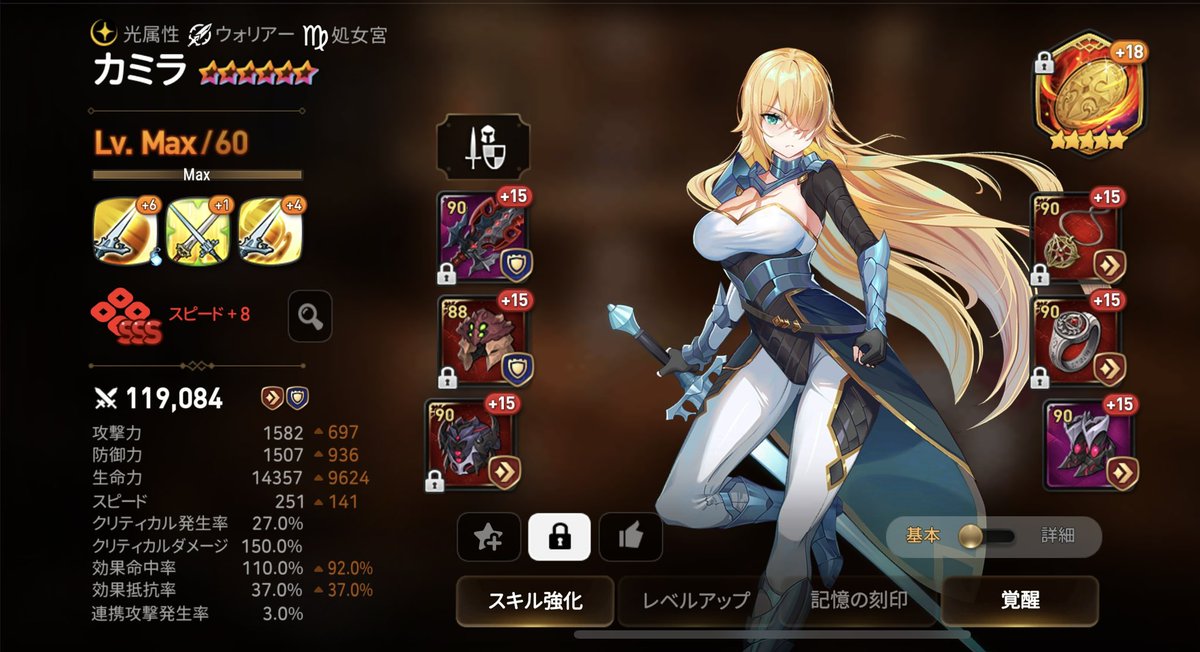 光属性 ウォリアー 処女宮
カミラ
Lv. Max/60
Max
+6 +1 +4
SSS スピード+8
119,084
攻撃力 1582 697
防御力 1507 936
生命力 14357 9624
スピード 251 141
クリティカル発生率 27.0%
クリティカルダメージ 150.0%
効果命中率 110.0% 92.0%
効果抵抗率 37.0% 37.0%
連携攻撃発生率 3.0%
90 +15
88 +15
90 +15
+18
90 +15
90 +15
90 +15
基本 詳細
スキル強化 レベルアップ 記憶の刻印 覚醒